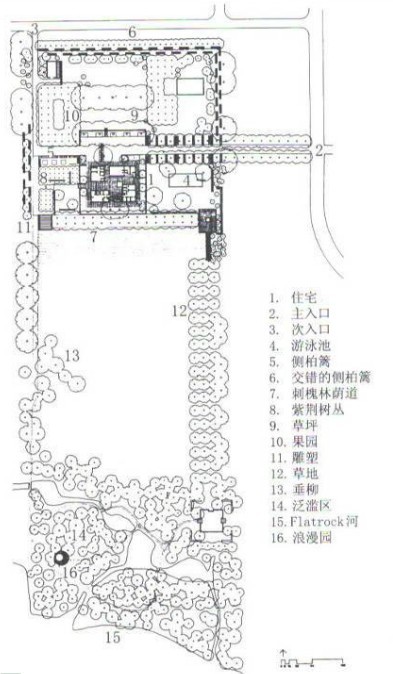 3
6
10
9
5
2
8
4
11
7
12
13
14
16
15
1. 住宅
2. 主入口
3. 次入口
4. 游泳池
5. 侧柏篱
6. 交错的侧柏篱
7. 刺槐林荫道
8. 紫荆树丛
9. 草坪
10. 果园
11. 雕塑
12. 草地
13. 垂柳
14. 泛滥区
15. Flatrock河
16. 浪漫园